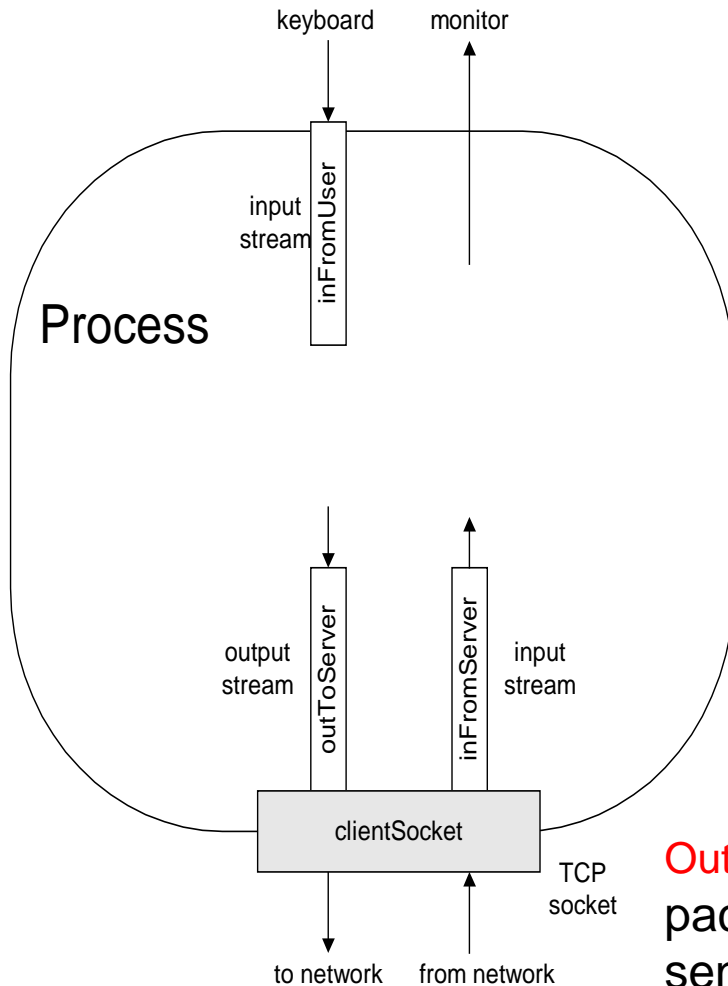 keyboard
monitor
input
stream
inFromUser
Process
output
stream
outToServer
inFromServer
input
stream
clientSocket
TCP
socket
to network
from network